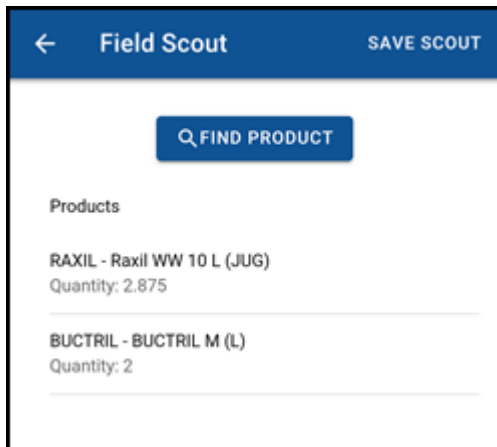 Field Scout
SAVE SCOUT
FIND PRODUCT
Products
RAXIL - Raxil WW 10 L (JUG)
Quantity: 2.875
BUCTRIL - BUCTRIL M (L)
Quantity: 2